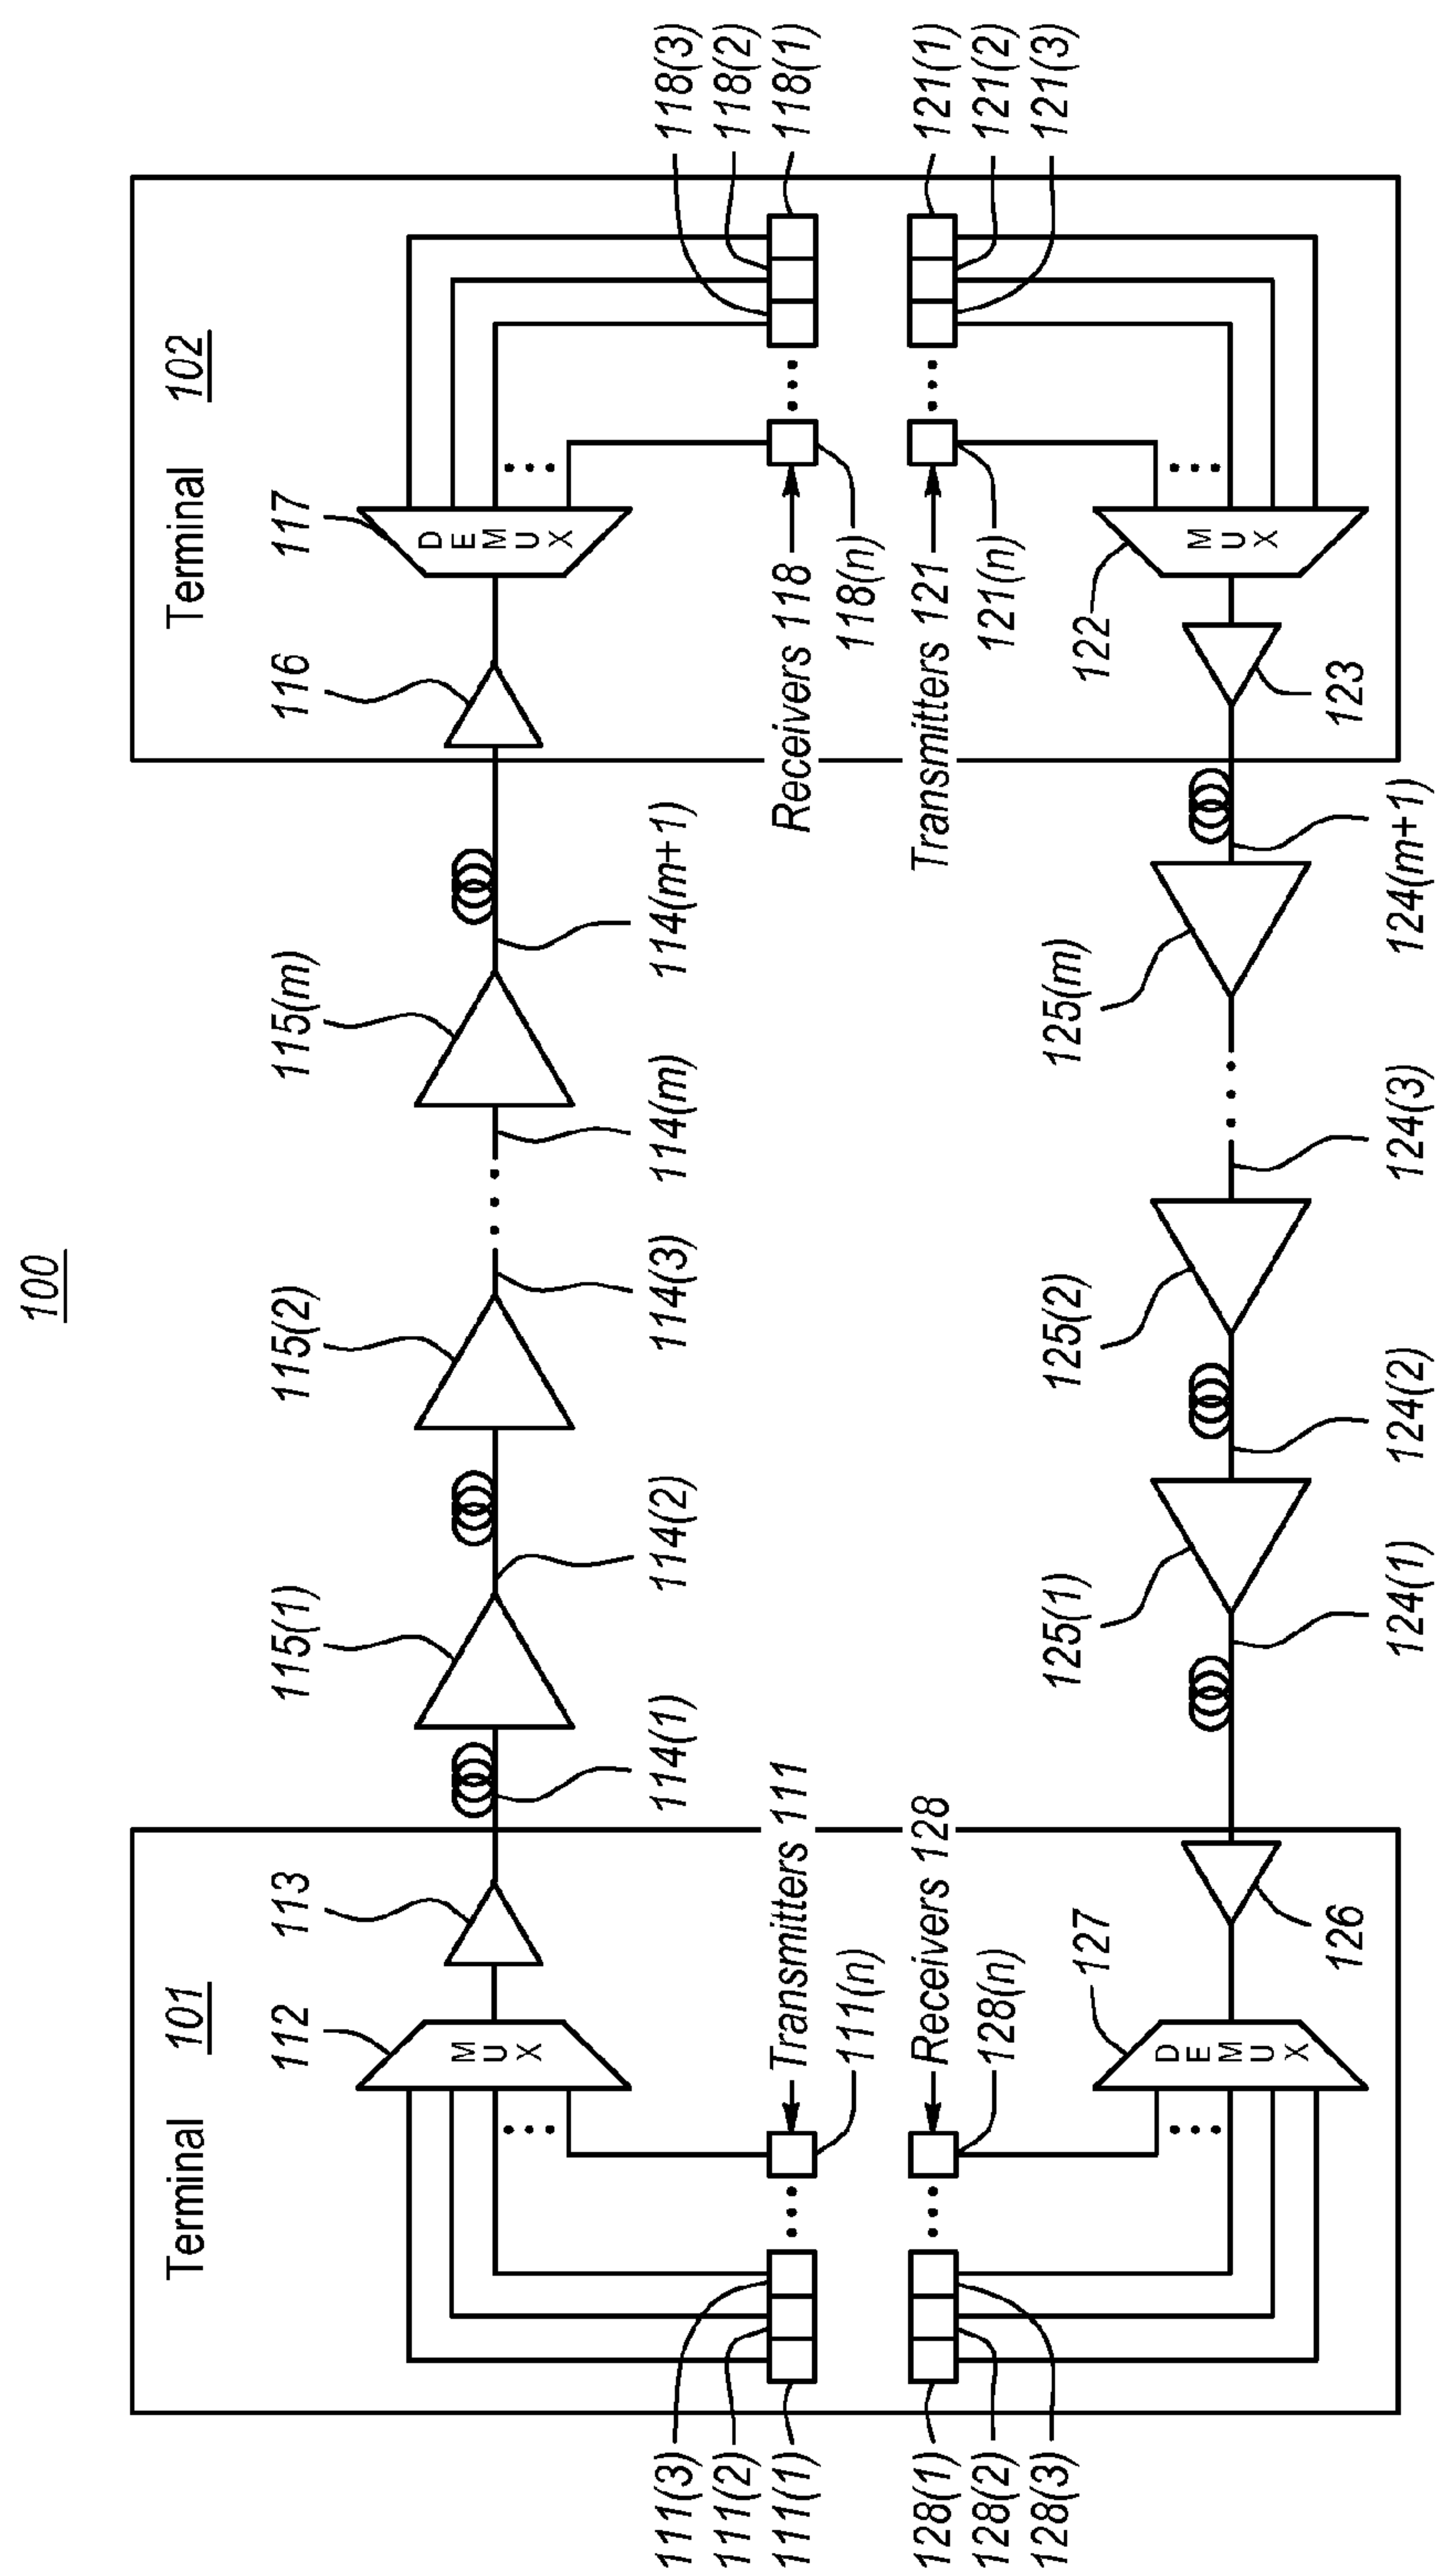 100
Terminal 101
112
MUX
113
111(3)
111(2)
111(1)
Transmitters 111
111(n)
114(1)
115(1)
114(2)
115(2)
114(3)
114(m)
115(m)
114(m+1)
Terminal 102
116
117
DEMUX
118(3)
118(2)
118(1)
Receivers 118
118(n)
121(1)
121(2)
121(3)
Transmitters 121
121(n)
122
MUX
123
124(m+1)
125(m)
124(3)
125(2)
124(2)
125(1)
124(1)
126
127
DEMUX
Receivers 128
128(n)
128(1)
128(2)
128(3)